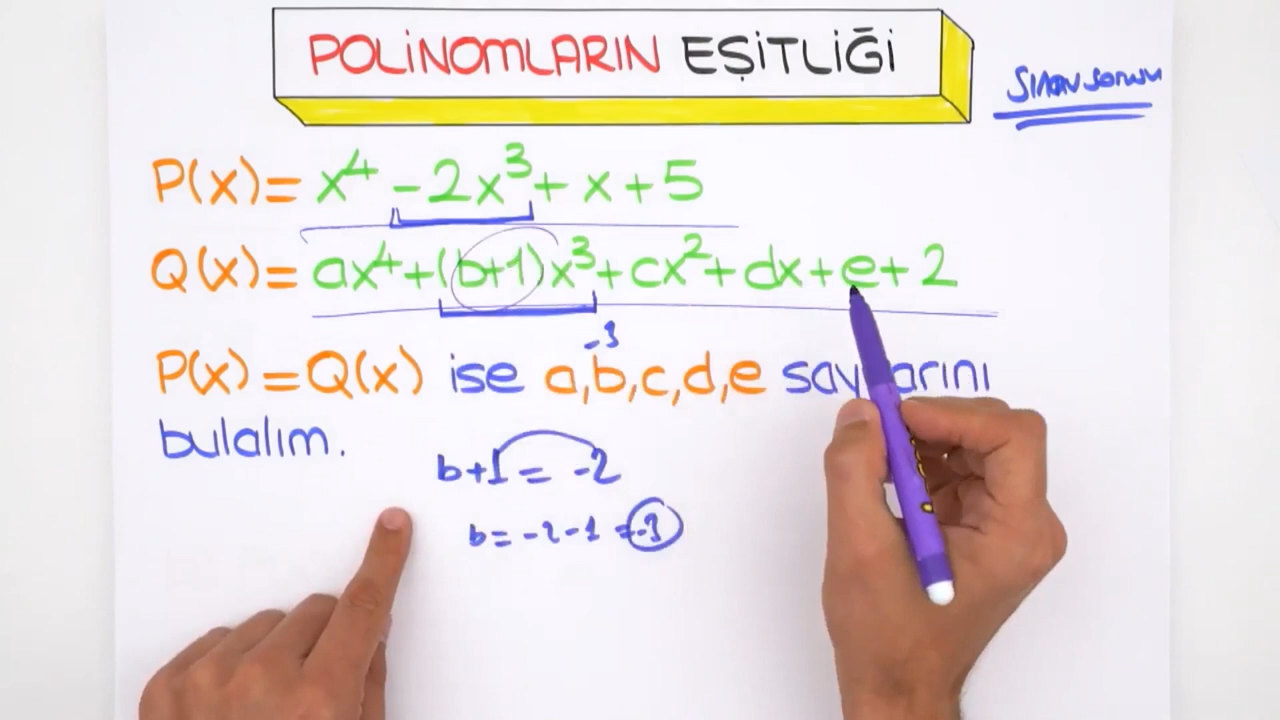 POLİNOMLARIN EŞİTLİĞİ
P(x) = x⁴ - 2x³ + x + 5
Q(x) = ax⁴ + (b+1)x³ + cx² + dx + e + 2
-3
P(x) = Q(x) ise a,b,c,d,e
bulalım.
b+1 = -2
b = -2 - 1 = -3